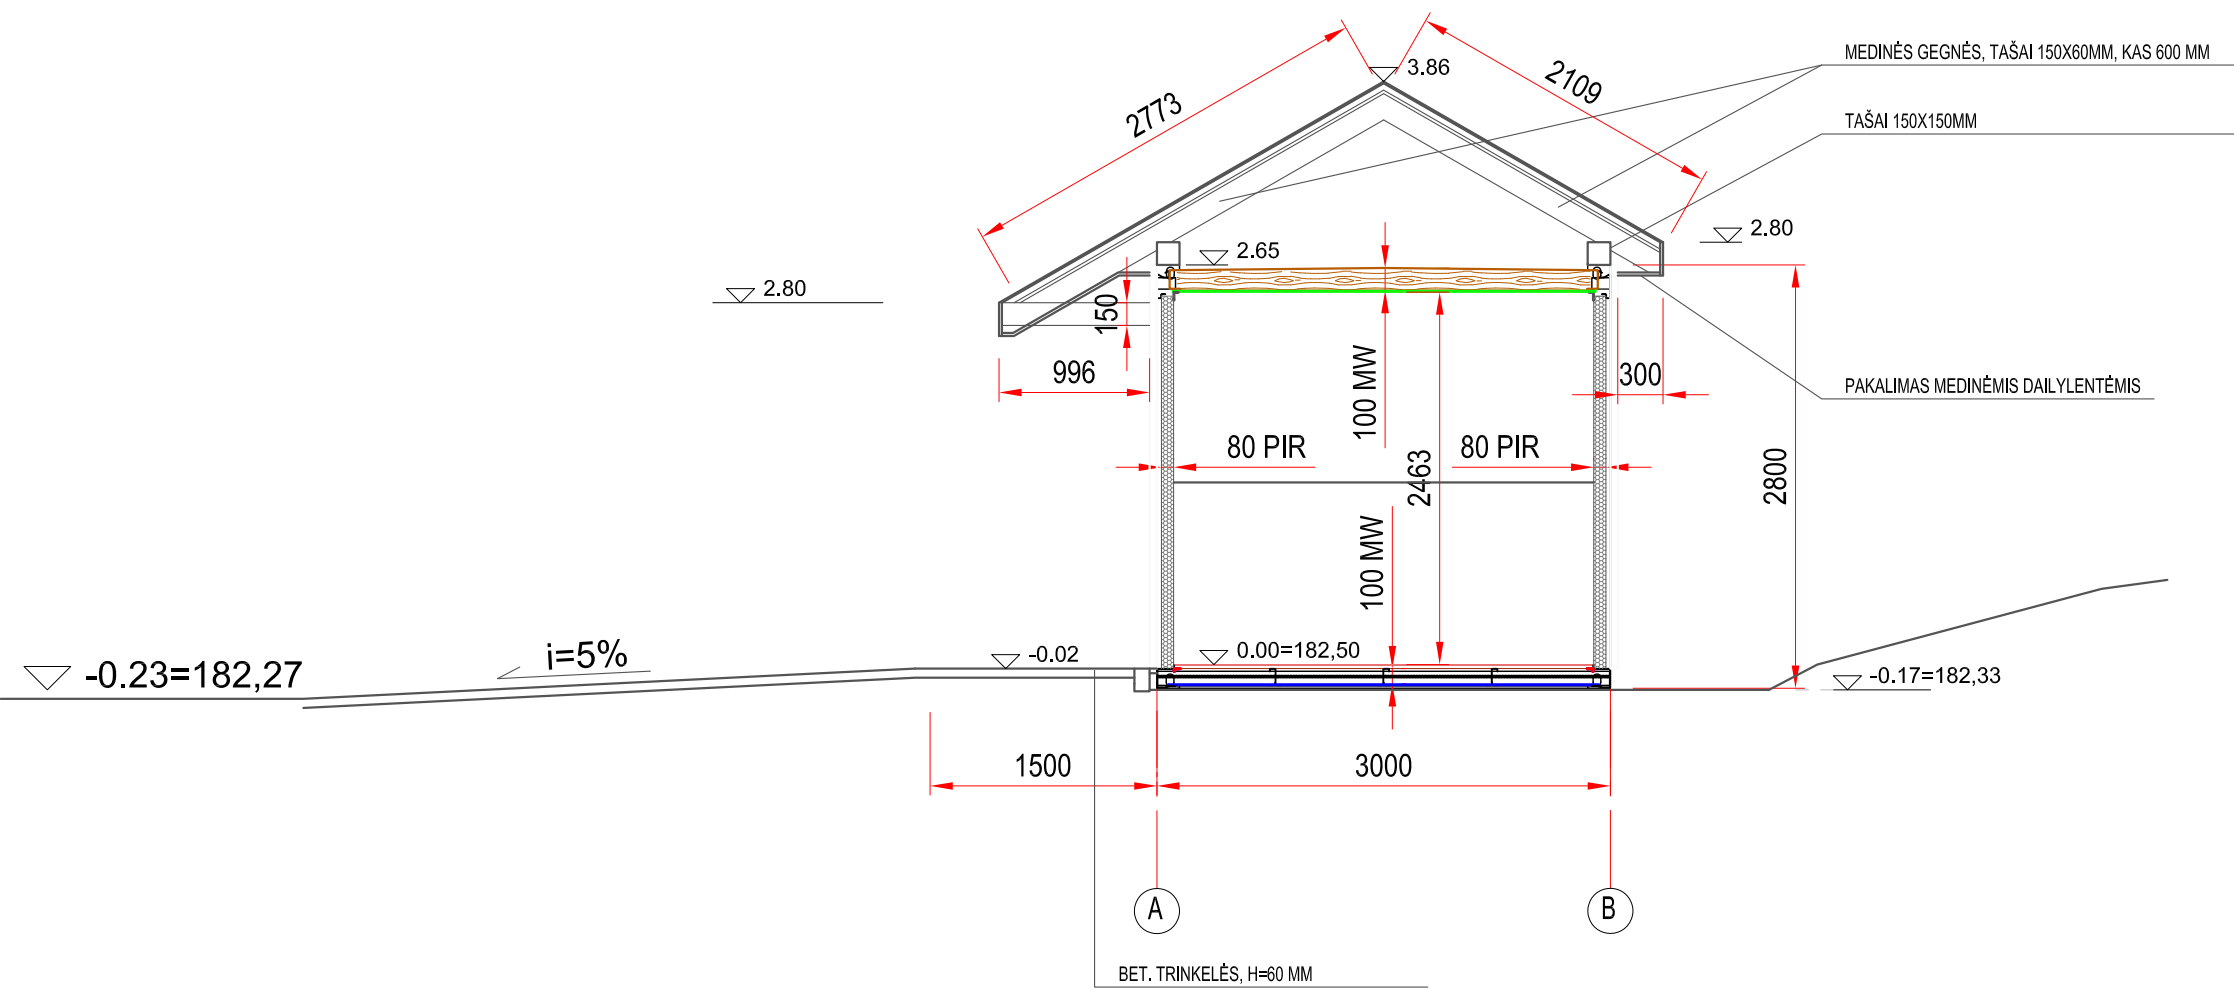 MEDINĖS GEGNĖS, TAŠAI 150X60MM, KAS 600 MM
3.86
2109
2773
TAŠAI 150X150MM
2.80
2.65
2.80
150
996
100 MW
300
PAKALIMAS MEDINĖMIS DAILYLENTĖMIS
80 PIR
80 PIR
2463
2800
100 MW
i=5%
-0.02
0.00=182,50
-0.23=182,27
-0.17=182,33
1500
3000
A
B
BET. TRINKELĖS, H=60 MM